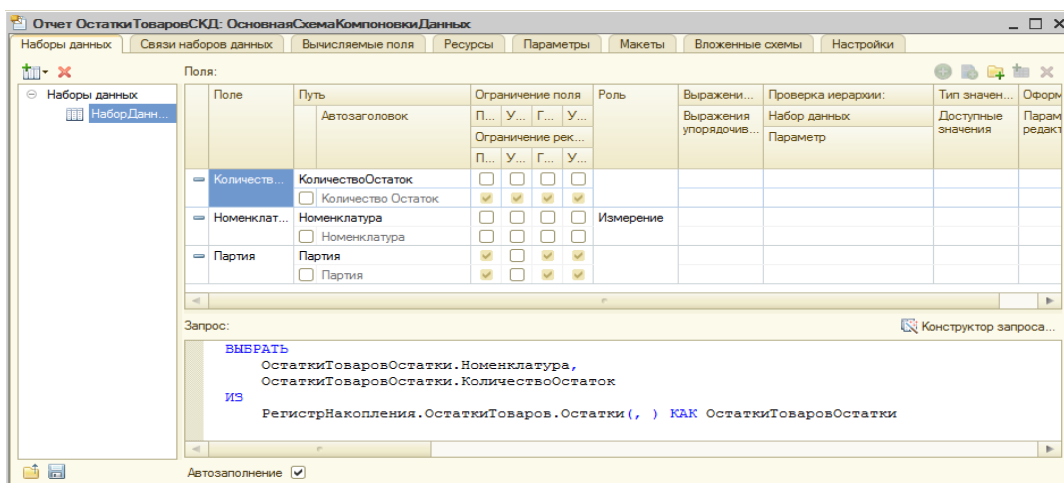 Отчет ОстаткиТоваровСКД: ОсновнаяСхемаКомпоновкиДанных
Наборы данных Связи наборов данных Вычисляемые поля Ресурсы Параметры Макеты Вложенные схемы Настройки
Поля:
Наборы данных
НаборДанн...
Поле Путь Ограничение поля Роль Выражени... Проверка иерархии: Тип значен... Оформ
Автозаголовок П... У... Г... У... Выражения упорядочив... Набор данных Доступные значения Парам редакт
Ограничение рек... Параметр
П... У... Г... У...
Количеств... КоличествоОстаток
Количество Остаток
Номенклат... Номенклатура Измерение
Номенклатура
Партия Партия
Партия
Запрос: Конструктор запроса...
ВЫБРАТЬ
ОстаткиТоваровОстатки.Номенклатура,
ОстаткиТоваровОстатки.КоличествоОстаток
ИЗ
РегистрНакопления.ОстаткиТоваров.Остатки(, ) КАК ОстаткиТоваровОстатки
Автозаполнение